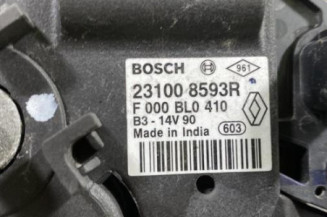 BOSCH 961
23100 8593R
F 000 BL0 410
B3 - 14V 90
Made in India 603